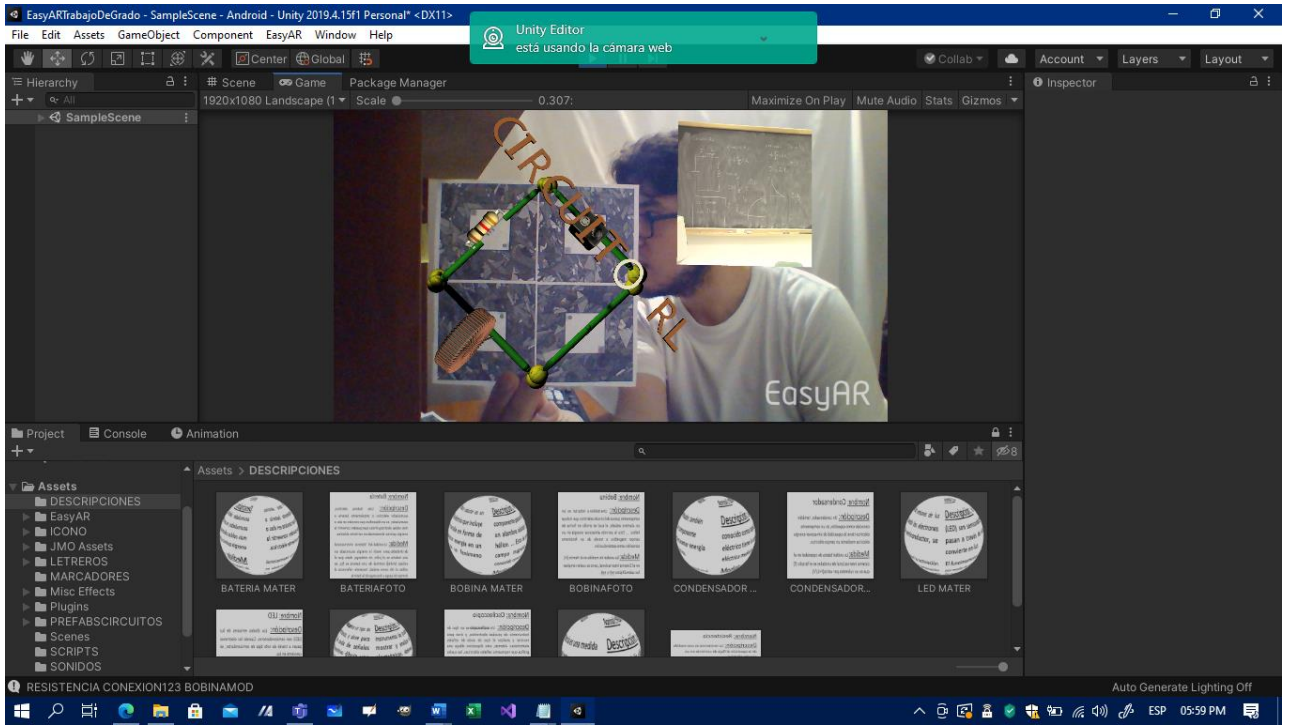 EasyARTrabajoDeGrado - SampleScene - Android - Unity 2019.4.15f1 Personal* <DX11>
Unity Editor
está usando la cámara web
File Edit Assets GameObject Component EasyAR Window Help
Center Global
Collab Account Layers Layout
Hierarchy
Scene Game Package Manager
Inspector
All
1920x1080 Landscape (1 Scale 0.307:
Maximize On Play Mute Audio Stats Gizmos
SampleScene
CIRCUIT RL
EasyAR
Project Console Animation
8
Assets > DESCRIPCIONES
Assets
DESCRIPCIONES
EasyAR
ICONO
JMO Assets
LETREROS
MARCADORES
Misc Effects
Plugins
PREFABSCIRCUITOS
Scenes
SCRIPTS
SONIDOS
BATERIA MATER BATERIAFOTO BOBINA MATER BOBINAFOTO CONDENSADOR ... CONDENSADOR... LED MATER
RESISTENCIA CONEXION123 BOBINAMOD
Auto Generate Lighting Off
ESP 05:59 PM